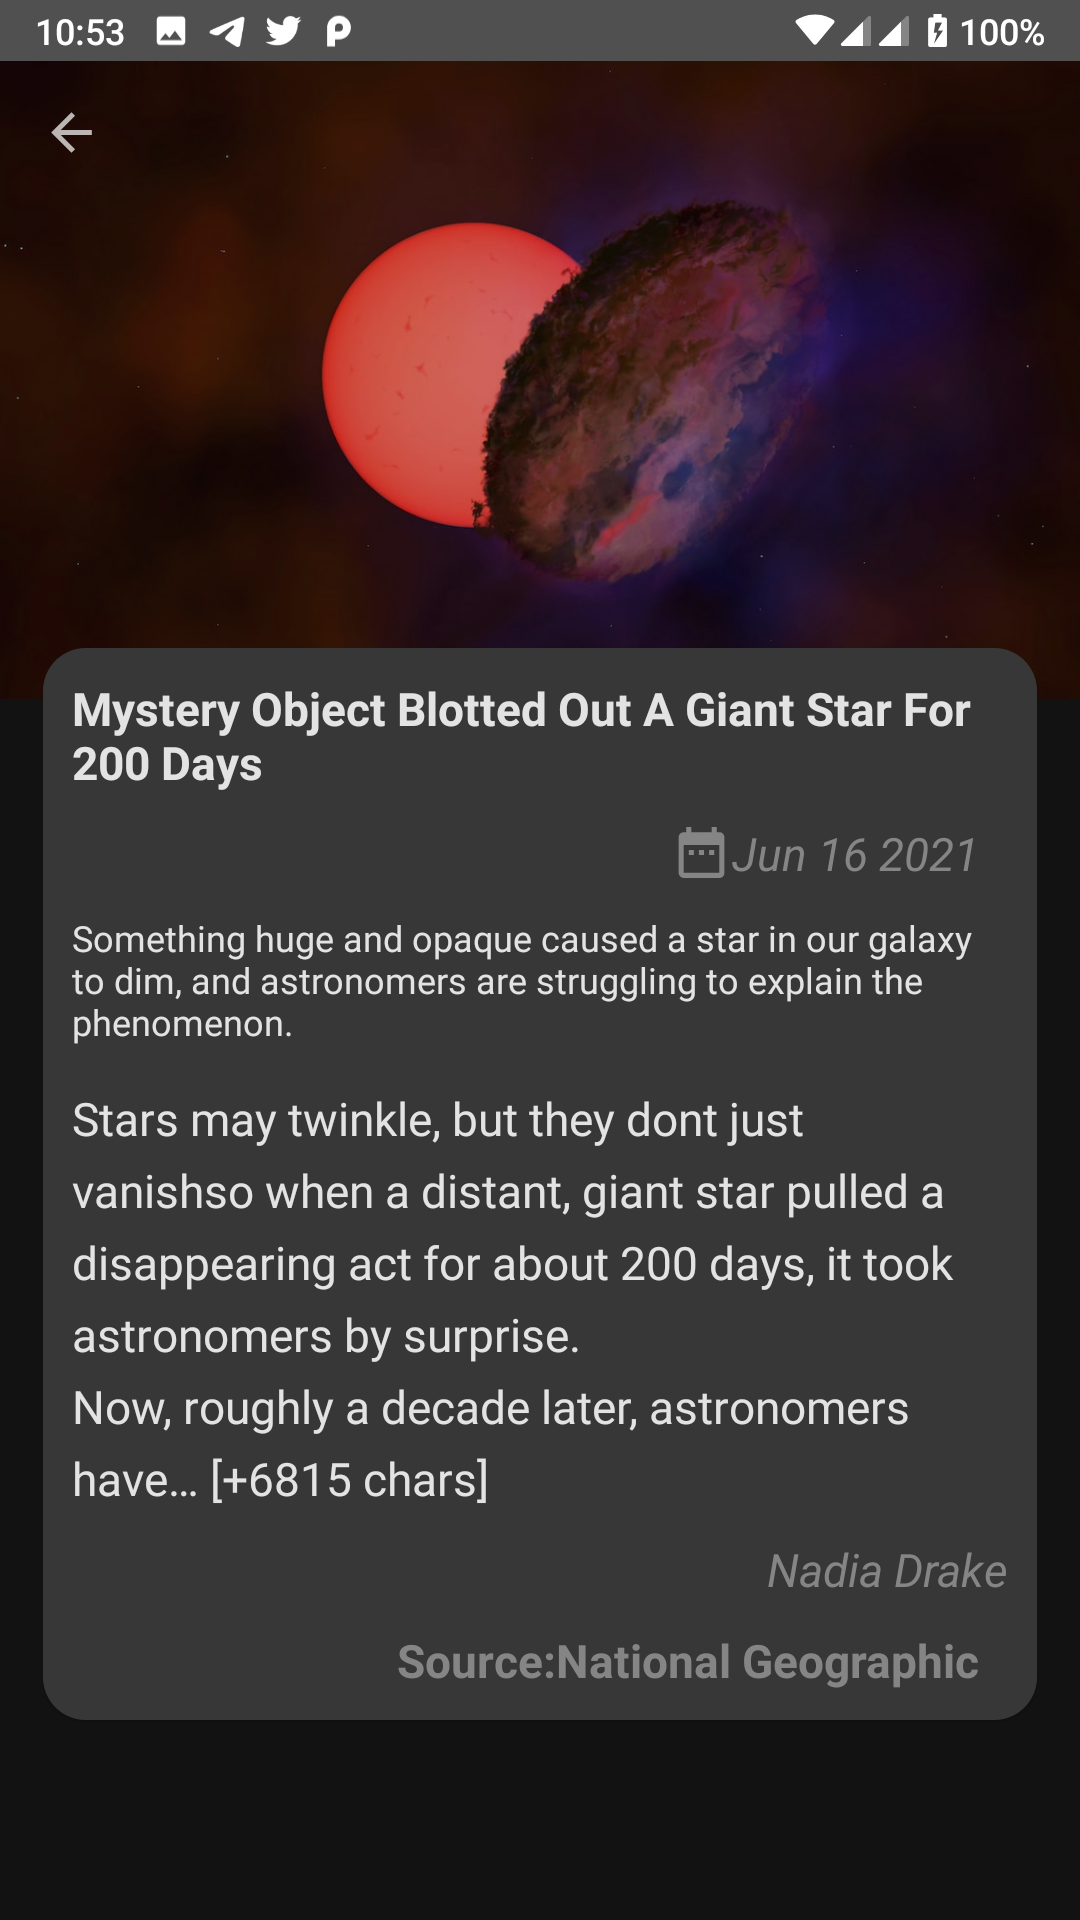 10:53
100%
Mystery Object Blotted Out A Giant Star For
200 Days
Jun 16 2021
Something huge and opaque caused a star in our galaxy
to dim, and astronomers are struggling to explain the
phenomenon.
Stars may twinkle, but they dont just
vanishso when a distant, giant star pulled a
disappearing act for about 200 days, it took
astronomers by surprise.
Now, roughly a decade later, astronomers
have… [+6815 chars]
Nadia Drake
Source:National Geographic